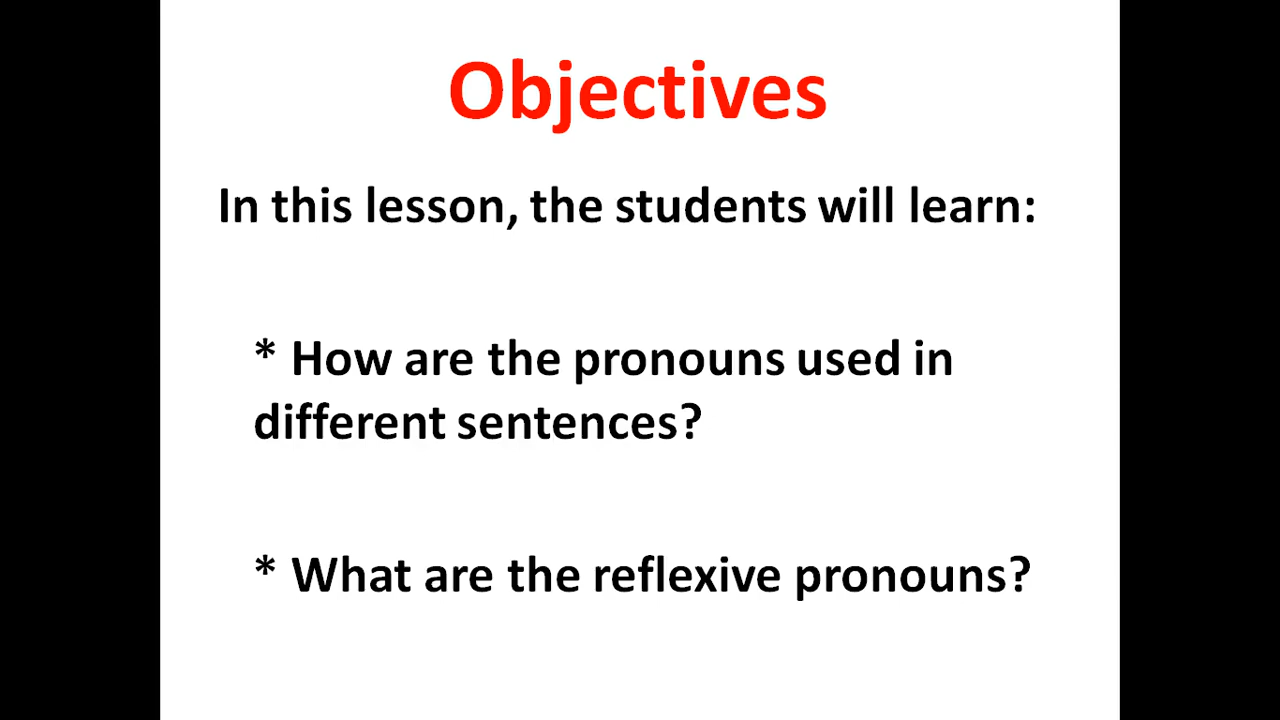 Objectives
In this lesson, the students will learn:
* How are the pronouns used in
different sentences?
* What are the reflexive pronouns?